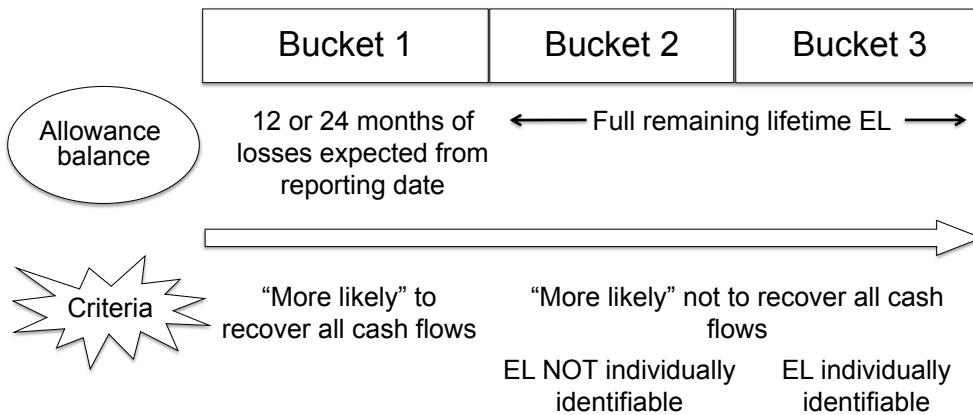 Bucket 1
Bucket 2
Bucket 3
Allowance
balance
12 or 24 months of
losses expected from
reporting date
Full remaining lifetime EL
Criteria
“More likely” to
recover all cash flows
“More likely” not to recover all cash
flows
EL NOT individually
identifiable
EL individually
identifiable